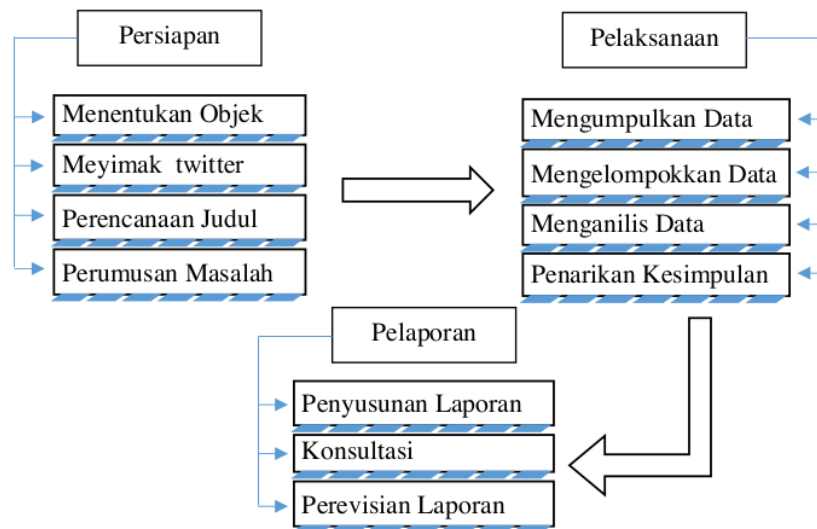 Persiapan
Menentukan Objek
Meyimak twitter
Perencanaan Judul
Perumusan Masalah
Pelaksanaan
Mengumpulkan Data
Mengelompokkan Data
Menganilis Data
Penarikan Kesimpulan
Pelaporan
Penyusunan Laporan
Konsultasi
Perevisian Laporan